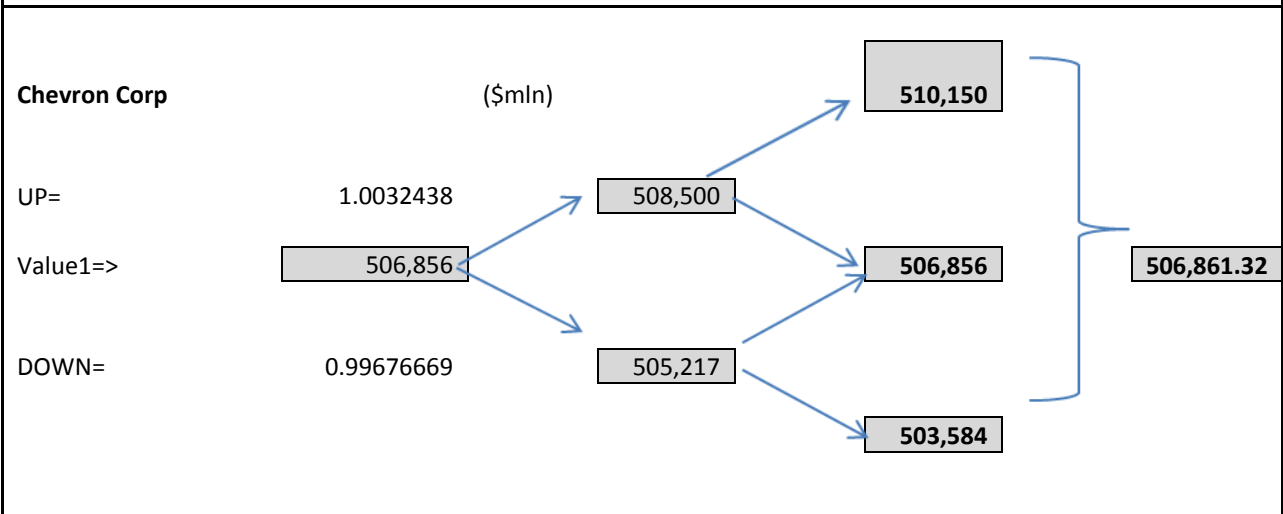 510,150
Chevron Corp ($mln)
UP= 1.0032438 508,500
Value1=> 506,856 506,856 506,861.32
DOWN= 0.99676669 505,217
503,584